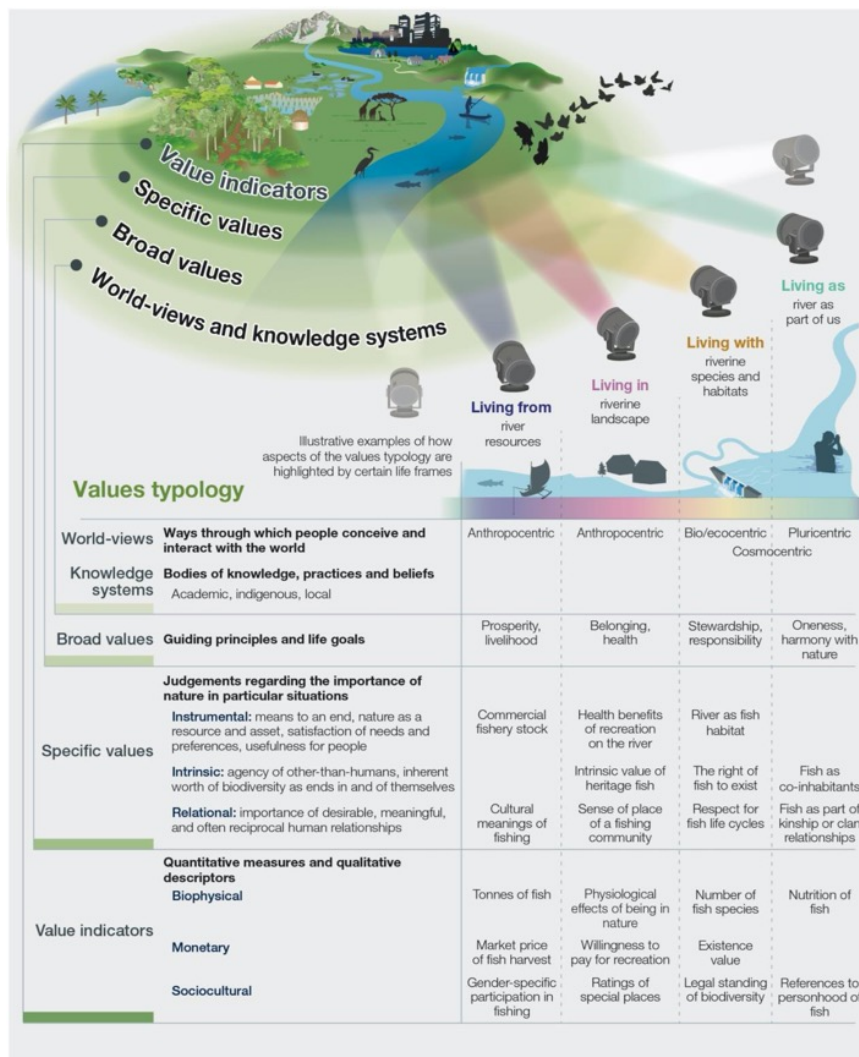 Value indicators
Specific values
Broad values
World-views and knowledge systems
Living as
river as
part of us
Living with
riverine
species and
habitats
Living in
riverine
landscape
Living from
river
resources
Illustrative examples of how
aspects of the values typology are
highlighted by certain life frames
Values typology
World-views
Ways through which people conceive and
interact with the world
Anthropocentric
Anthropocentric
Bio/ecocentric
Pluricentric
Cosmocentric
Knowledge
systems
Bodies of knowledge, practices and beliefs
Academic, indigenous, local
Broad values
Guiding principles and life goals
Prosperity,
livelihood
Belonging,
health
Stewardship,
responsibility
Oneness,
harmony with
nature
Specific values
Judgements regarding the importance of
nature in particular situations
Instrumental: means to an end, nature as a
resource and asset, satisfaction of needs and
preferences, usefulness for people
Commercial
fishery stock
Health benefits
of recreation
on the river
River as fish
habitat
Intrinsic: agency of other-than-humans, inherent
worth of biodiversity as ends in and of themselves
Intrinsic value of
heritage fish
The right of
fish to exist
Fish as
co-inhabitants
Relational: importance of desirable, meaningful,
and often reciprocal human relationships
Cultural
meanings of
fishing
Sense of place
of a fishing
community
Respect for
fish life cycles
Fish as part of
kinship or clan
relationships
Value indicators
Quantitative measures and qualitative
descriptors
Biophysical
Tonnes of fish
Physiological
effects of being in
nature
Number of
fish species
Nutrition of
fish
Monetary
Market price
of fish harvest
Willingness to
pay for recreation
Existence
value
Sociocultural
Gender-specific
participation in
fishing
Ratings of
special places
Legal standing
of biodiversity
References to
personhood of
fish